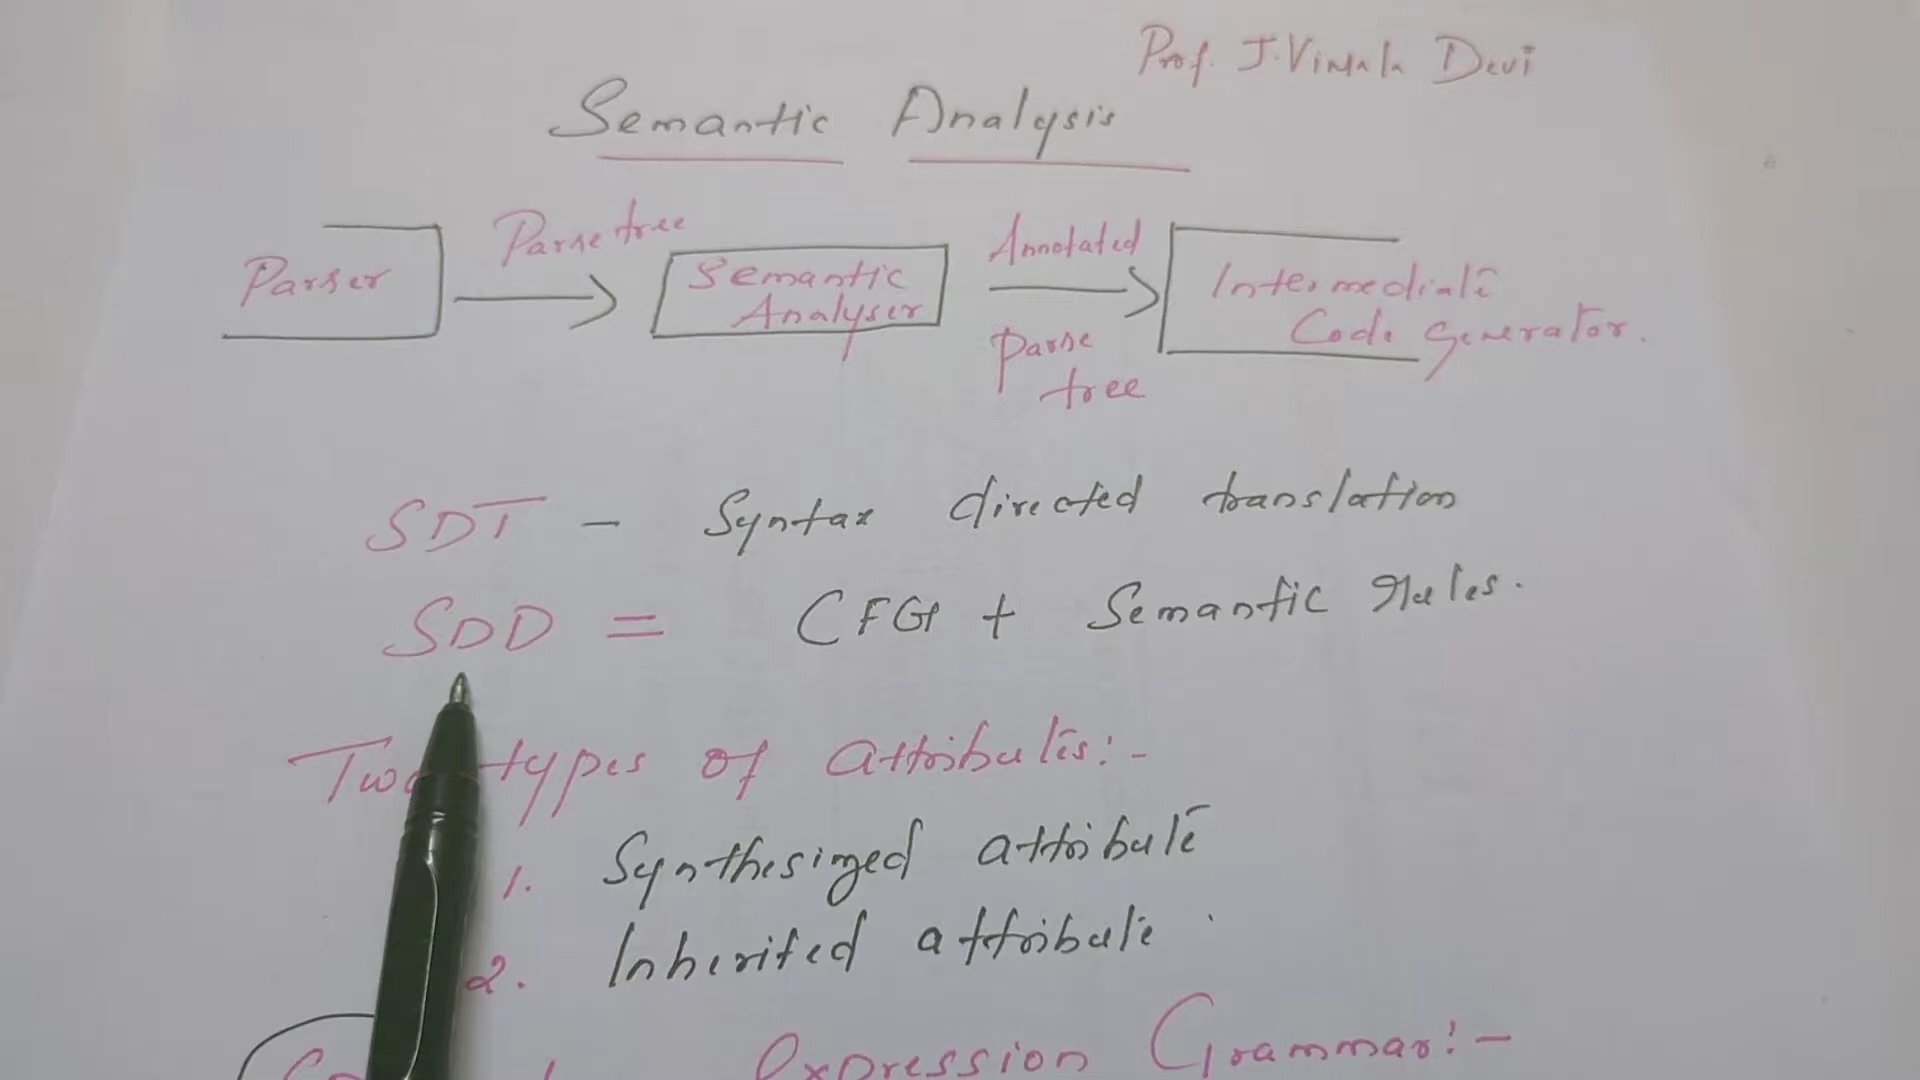 Prof. J. Vimala Devi
Semantic Analysis
Parser
Parse tree
Semantic
Analyser
Annotated
Parse
tree
Intermediate
Code generator.
SDT - Syntax directed translation
SDD = CFG + Semantic rules.
Two types of attributes:-
1. Synthesized attribute
2. Inherited attribute.
Expression Grammar:-